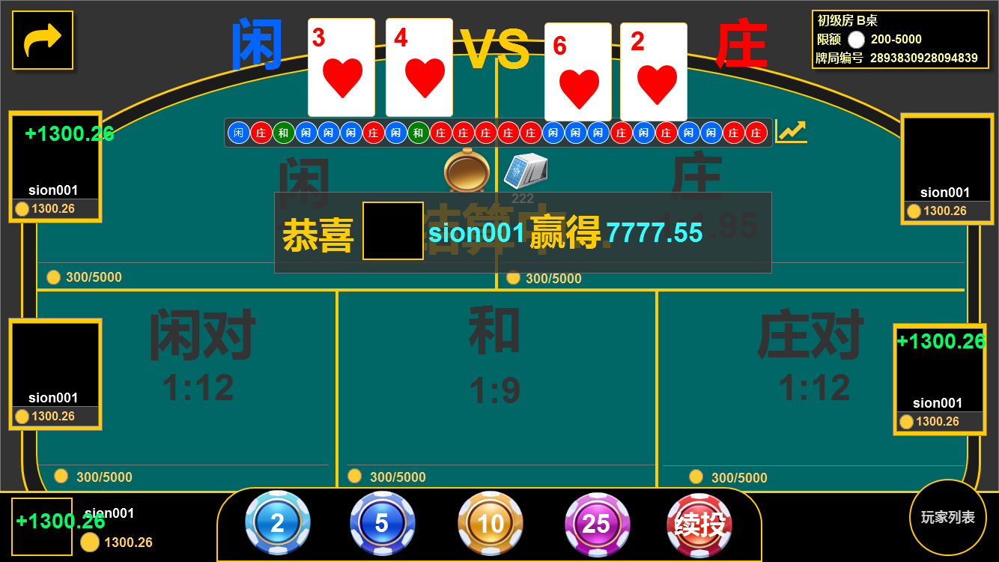 闲
3
4
VS
6
2
庄
初级房 B桌
限额 200-5000
牌局编号 2893830928094839
闲 庄 和 闲 闲 闲 庄 闲 和 庄 庄 庄 庄 庄 闲 闲 闲 庄 闲 庄 闲 闲 庄 庄
+1300.26
sion001
1300.26
sion001
1300.26
闲
庄
222
结算中...
恭喜 sion001 赢得 7777.55
300/5000
300/5000
闲对
1:12
和
1:9
庄对
1:12
sion001
1300.26
+1300.26
sion001
1300.26
300/5000
300/5000
300/5000
+1300.26
sion001
1300.26
2
5
10
25
续投
玩家列表